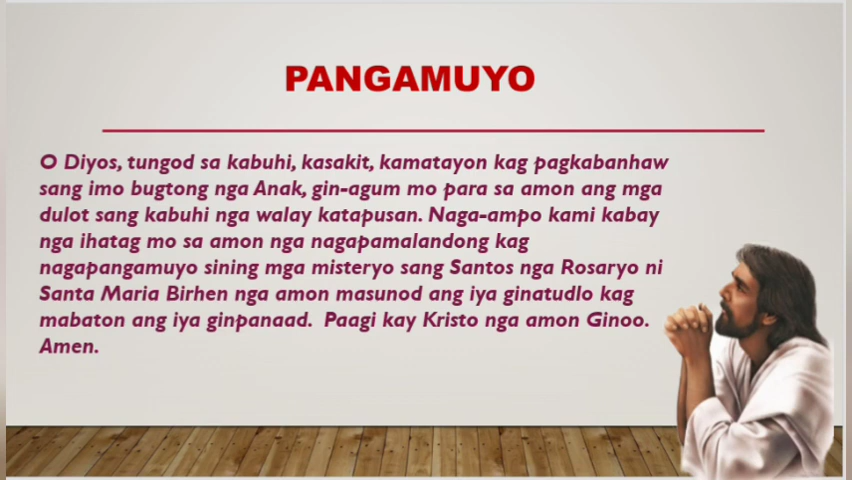 PANGAMUYO
O Diyos, tungod sa kabuhi, kasakit, kamatayon kag pagkabanhaw
sang imo bugtong nga Anak, gin-agum mo para sa amon ang mga
dulot sang kabuhi nga walay katapusan. Naga-ampo kami kabay
nga ihatag mo sa amon nga nagapamalandong kag
nagapangamuyo sining mga misteryo sang Santos nga Rosaryo ni
Santa Maria Birhen nga amon masunod ang iya ginatudlo kag
mabaton ang iya ginpanaad. Paagi kay Kristo nga amon Ginoo.
Amen.